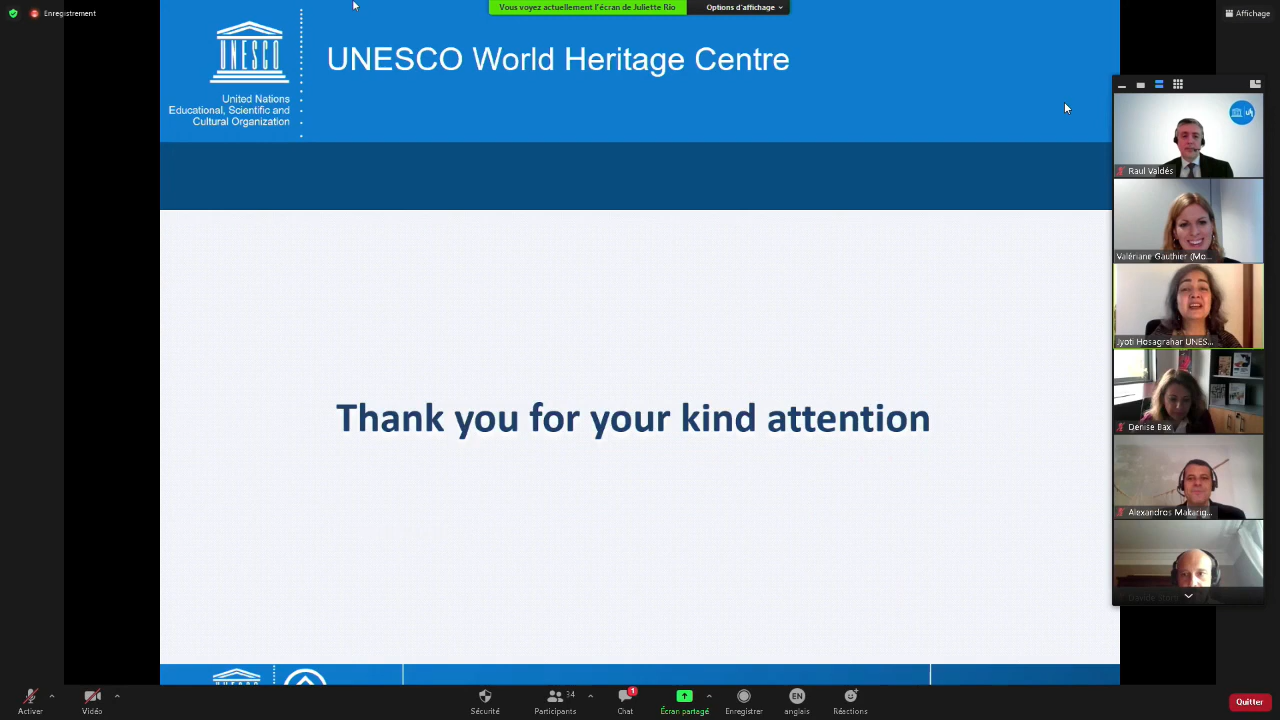 Enregistrement
Vous voyez actuellement l'écran de Juliette Rio
Options d'affichage
Affichage
UNESCO
United Nations
Educational, Scientific and
Cultural Organization
UNESCO World Heritage Centre
Thank you for your kind attention
Raul Valdés
Valériane Gauthier (Mo...
Jyoti Hosagrahar UNES...
Denise Bax
Alexandros Makarig...
UNESCO
Activer
Vidéo
Sécurité
Participants
34
Chat
1
Écran partagé
Enregistrer
EN
anglais
Réactions
Quitter